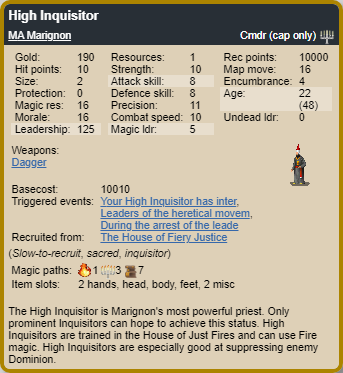 High Inquisitor
MA Marignon Cmdr (cap only)
Gold: 190 Resources: 1 Rec points: 10000
Hit points: 10 Strength: 10 Map move: 16
Size: 2 Attack skill: 8 Encumbrance: 4
Protection: 0 Defence skill: 8 Age: 22
Magic res: 16 Precision: 11 (48)
Morale: 16 Combat speed: 10 Undead ldr: 0
Leadership: 125 Magic ldr: 5
Weapons:
Dagger
Basecost: 10010
Triggered events: Your High Inquisitor has inter,
Leaders of the heretical movem,
During the arrest of the leade
Recruited from: The House of Fiery Justice
(Slow-to-recruit, sacred, inquisitor)
Magic paths: 1 3 7
Item slots: 2 hands, head, body, feet, 2 misc
The High Inquisitor is Marignon's most powerful priest. Only
prominent Inquisitors can hope to achieve this status. High
Inquisitors are trained in the House of Just Fires and can use Fire
magic. High Inquisitors are especially good at suppressing enemy
Dominion.